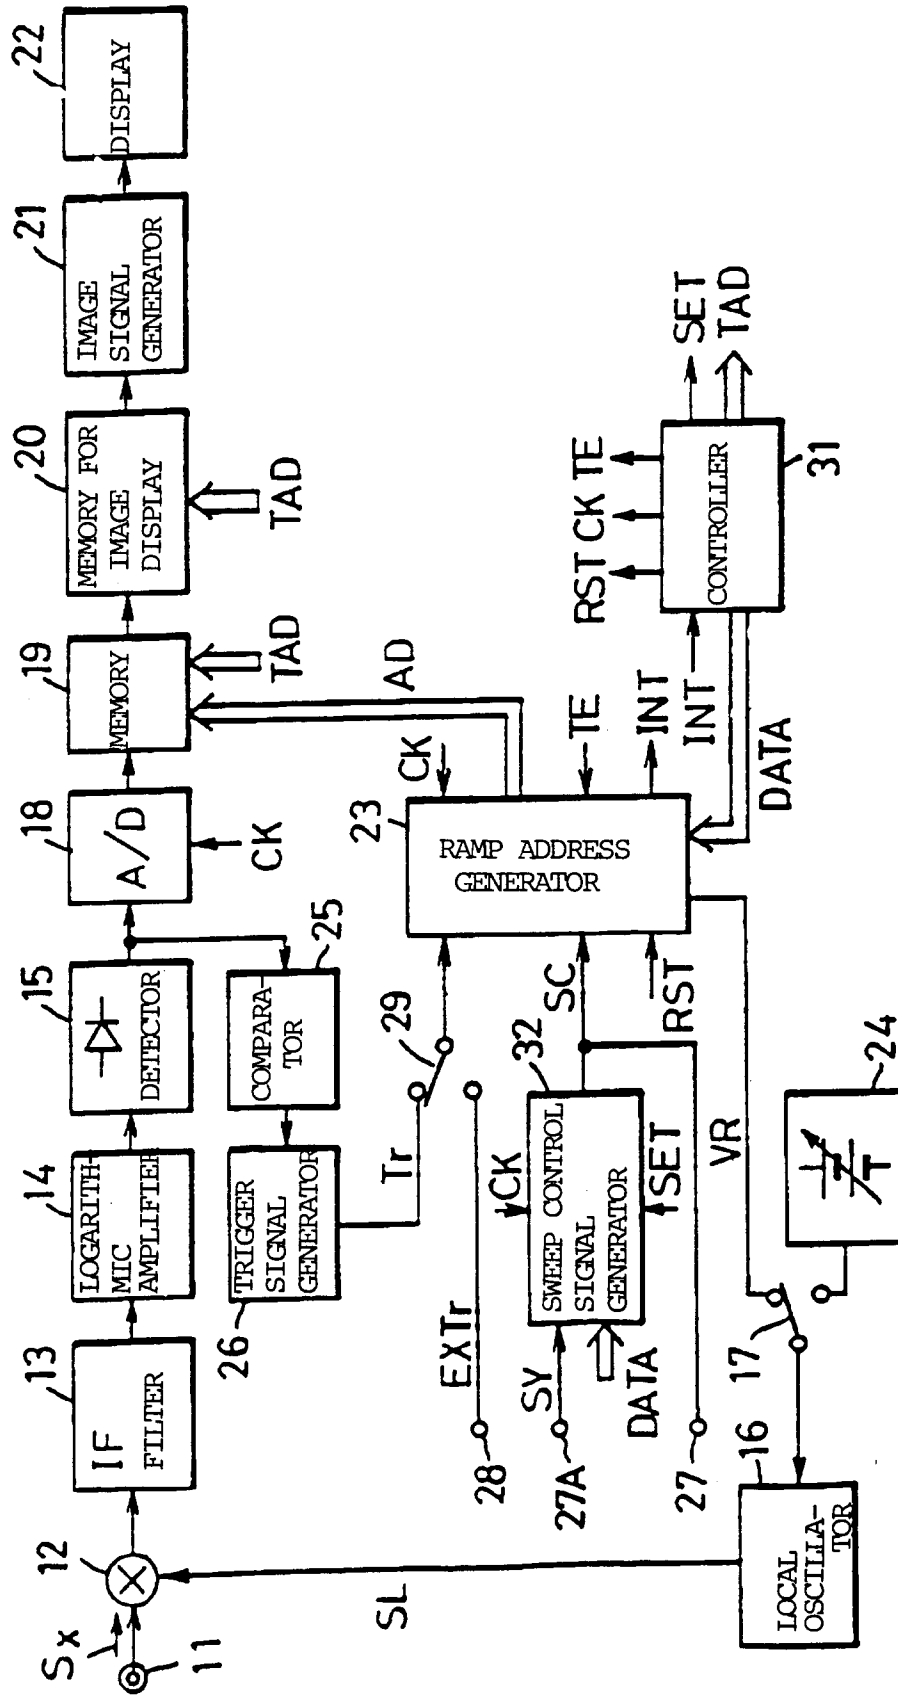 Sx
11
12
13
IF
FILTER
14
LOGARITH-
MIC
AMPLIFIER
15
DETECTOR
18
A/D
CK
19
MEMORY
TAD
20
MEMORY FOR
IMAGE
DISPLAY
TAD
21
IMAGE
SIGNAL
GENERATOR
22
DISPLAY
25
COMPARA-
TOR
26
TRIGGER
SIGNAL
GENERATOR
Tr
29
EXTr
28
SL
AD
23
RAMP ADDRESS
GENERATOR
CK
TE
INT
SC
RST
32
SWEEP CONTROL
SIGNAL
GENERATOR
CK
SET
SY
27A
DATA
27
VR
17
24
T
16
LOCAL
OSCILLA-
TOR
31
CONTROLLER
RST
CK
TE
SET
TAD
INT
DATA